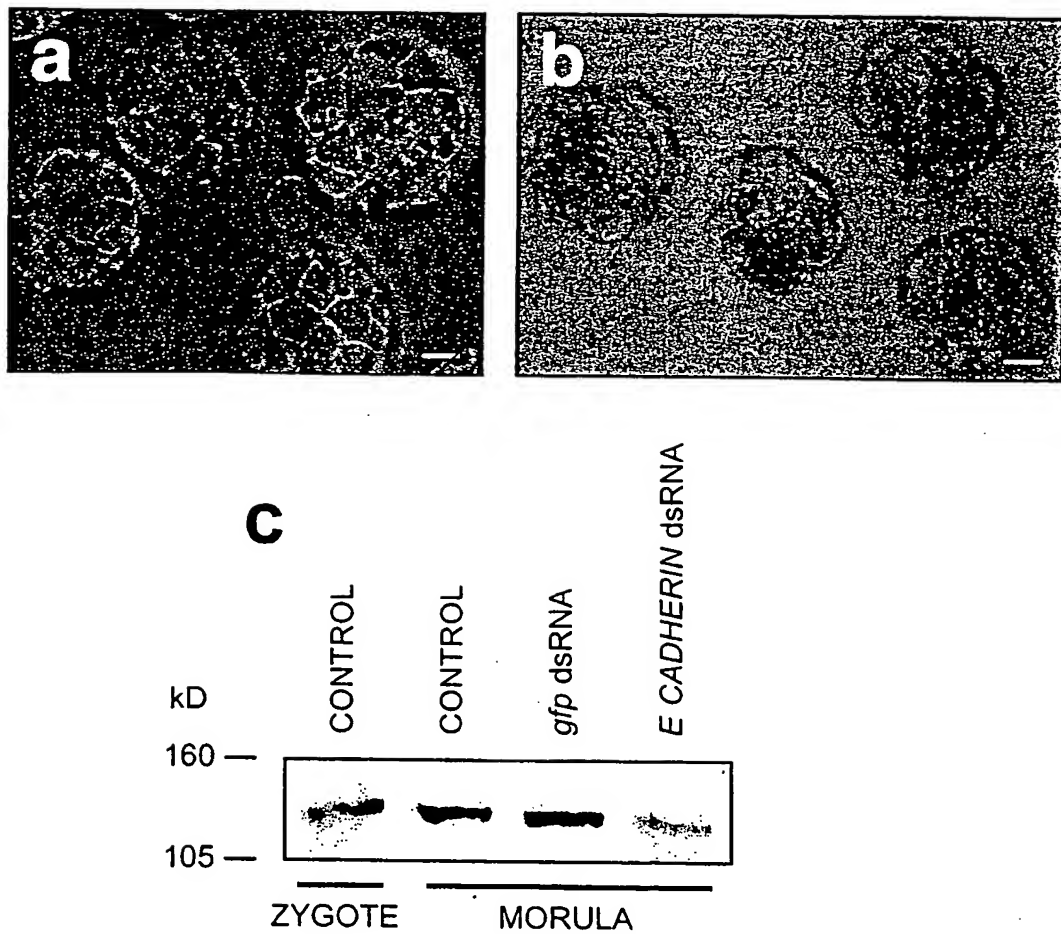 a
b
c
kD
CONTROL
CONTROL
gfp dsRNA
E CADHERIN dsRNA
160
105
ZYGOTE
MORULA